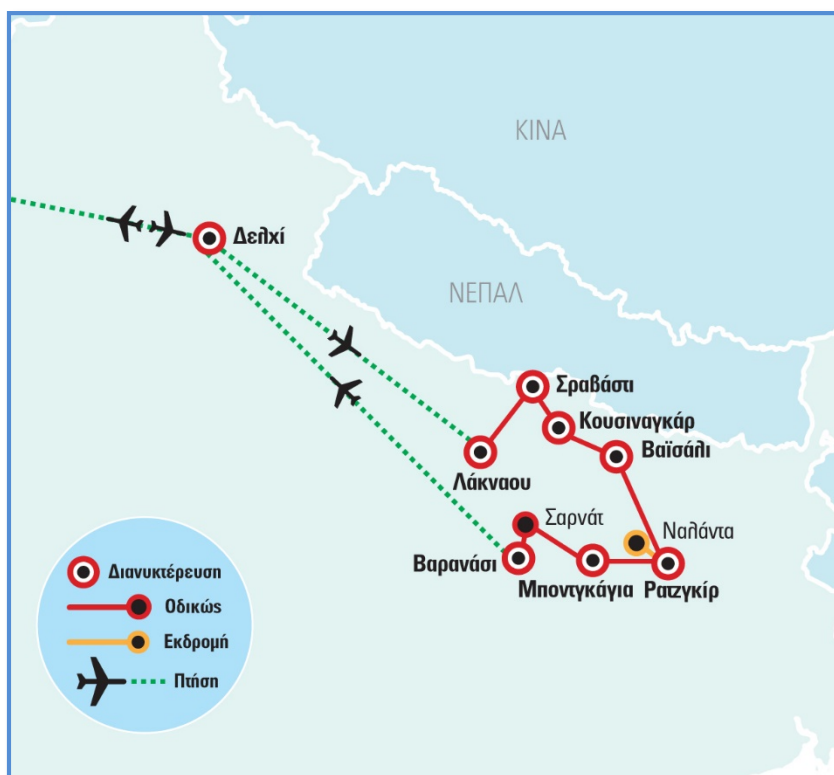 ΚΙΝΑ
Δελχί
ΝΕΠΑΛ
Σραβάστι
Κουσιναγκάρ
Βαϊσάλι
Λάκναου
Σαρνάτ
Ναλάντα
Βαρανάσι
Μποντγκάγια
Ρατζγκίρ
Διανυκτέρευση
Οδικώς
Εκδρομή
Πτήση